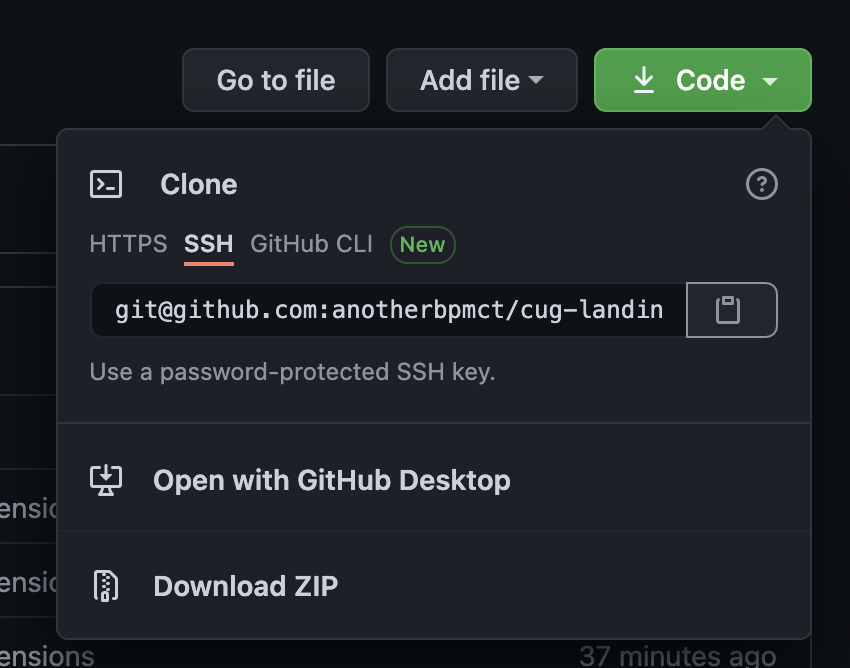 Go to file Add file Code
Clone
HTTPS SSH GitHub CLI New
git@github.com:anotherbpmct/cug-landin
Use a password-protected SSH key.
Open with GitHub Desktop
ensio
Download ZIP
ensio
ensions 37 minutes ago